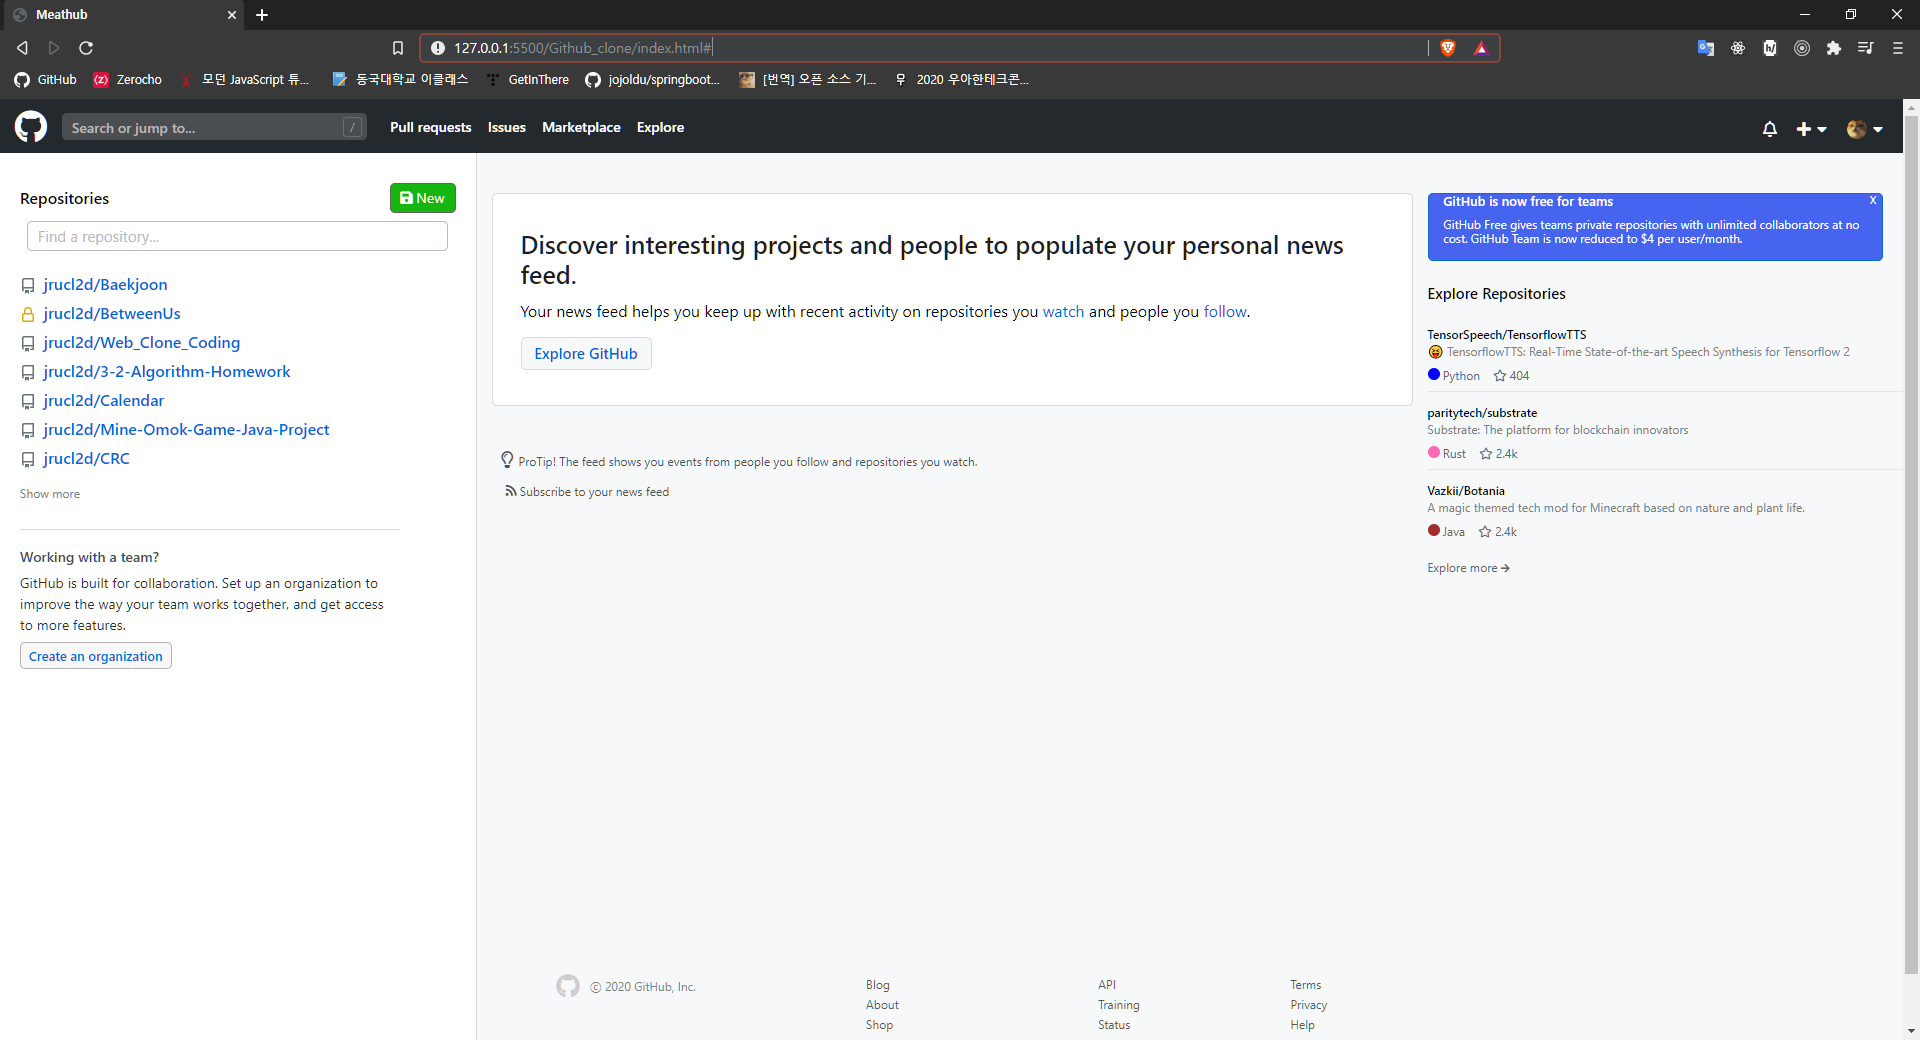 Meathub
127.0.0.1:5500/Github_clone/index.html#
GitHub
Zerocho
모던 JavaScript 튜...
동국대학교 이클래스
GetInThere
jojoldu/springboot...
[번역] 오픈 소스 기...
2020 우아한테크콘...
Search or jump to...
/
Pull requests
Issues
Marketplace
Explore
Repositories
New
Find a repository...
jrucl2d/Baekjoon
jrucl2d/BetweenUs
jrucl2d/Web_Clone_Coding
jrucl2d/3-2-Algorithm-Homework
jrucl2d/Calendar
jrucl2d/Mine-Omok-Game-Java-Project
jrucl2d/CRC
Show more
Working with a team?
GitHub is built for collaboration. Set up an organization to
improve the way your team works together, and get access
to more features.
Create an organization
Discover interesting projects and people to populate your personal news
feed.
Your news feed helps you keep up with recent activity on repositories you watch and people you follow.
Explore GitHub
ProTip! The feed shows you events from people you follow and repositories you watch.
Subscribe to your news feed
GitHub is now free for teams
X
GitHub Free gives teams private repositories with unlimited collaborators at no
cost. GitHub Team is now reduced to $4 per user/month.
Explore Repositories
TensorSpeech/TensorflowTTS
😝 TensorflowTTS: Real-Time State-of-the-art Speech Synthesis for Tensorflow 2
Python 404
paritytech/substrate
Substrate: The platform for blockchain innovators
Rust 2.4k
Vazkii/Botania
A magic themed tech mod for Minecraft based on nature and plant life.
Java 2.4k
Explore more
© 2020 GitHub, Inc.
Blog
About
Shop
API
Training
Status
Terms
Privacy
Help